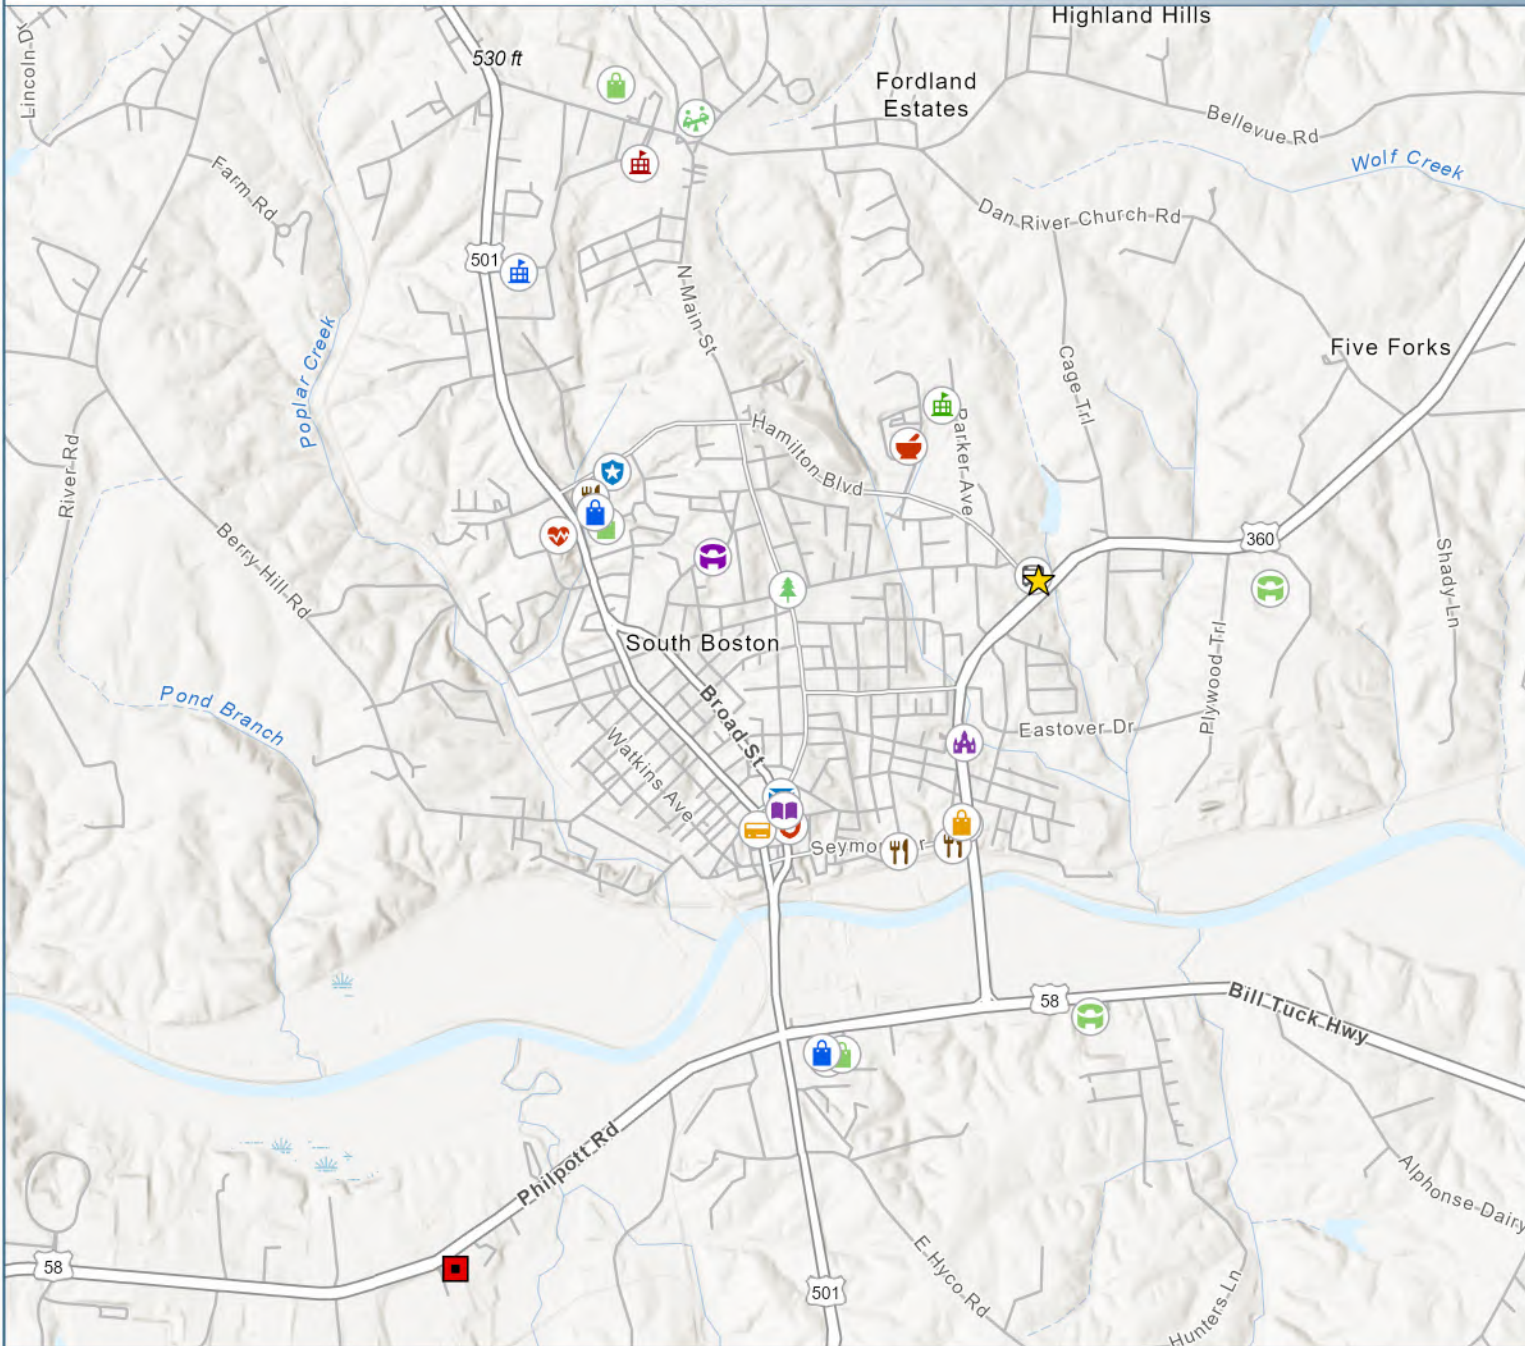 Highland Hills
530 ft
Lincoln Dr
Fordland
Estates
Bellevue Rd
Wolf Creek
Farm Rd
Dan River Church Rd
501
N Main St
Poplar Creek
Cage Trl
Five Forks
Hamilton Blvd
Parker Ave
River Rd
360
Berry Hill Rd
Shady Ln
South Boston
Plywood Trl
Pond Branch
Broad St
Eastover Dr
Watkins Ave
58
Bill Tuck Hwy
Philpott Rd
Alphonse Dairy
58
E Hyco Rd
501
Hunters Ln